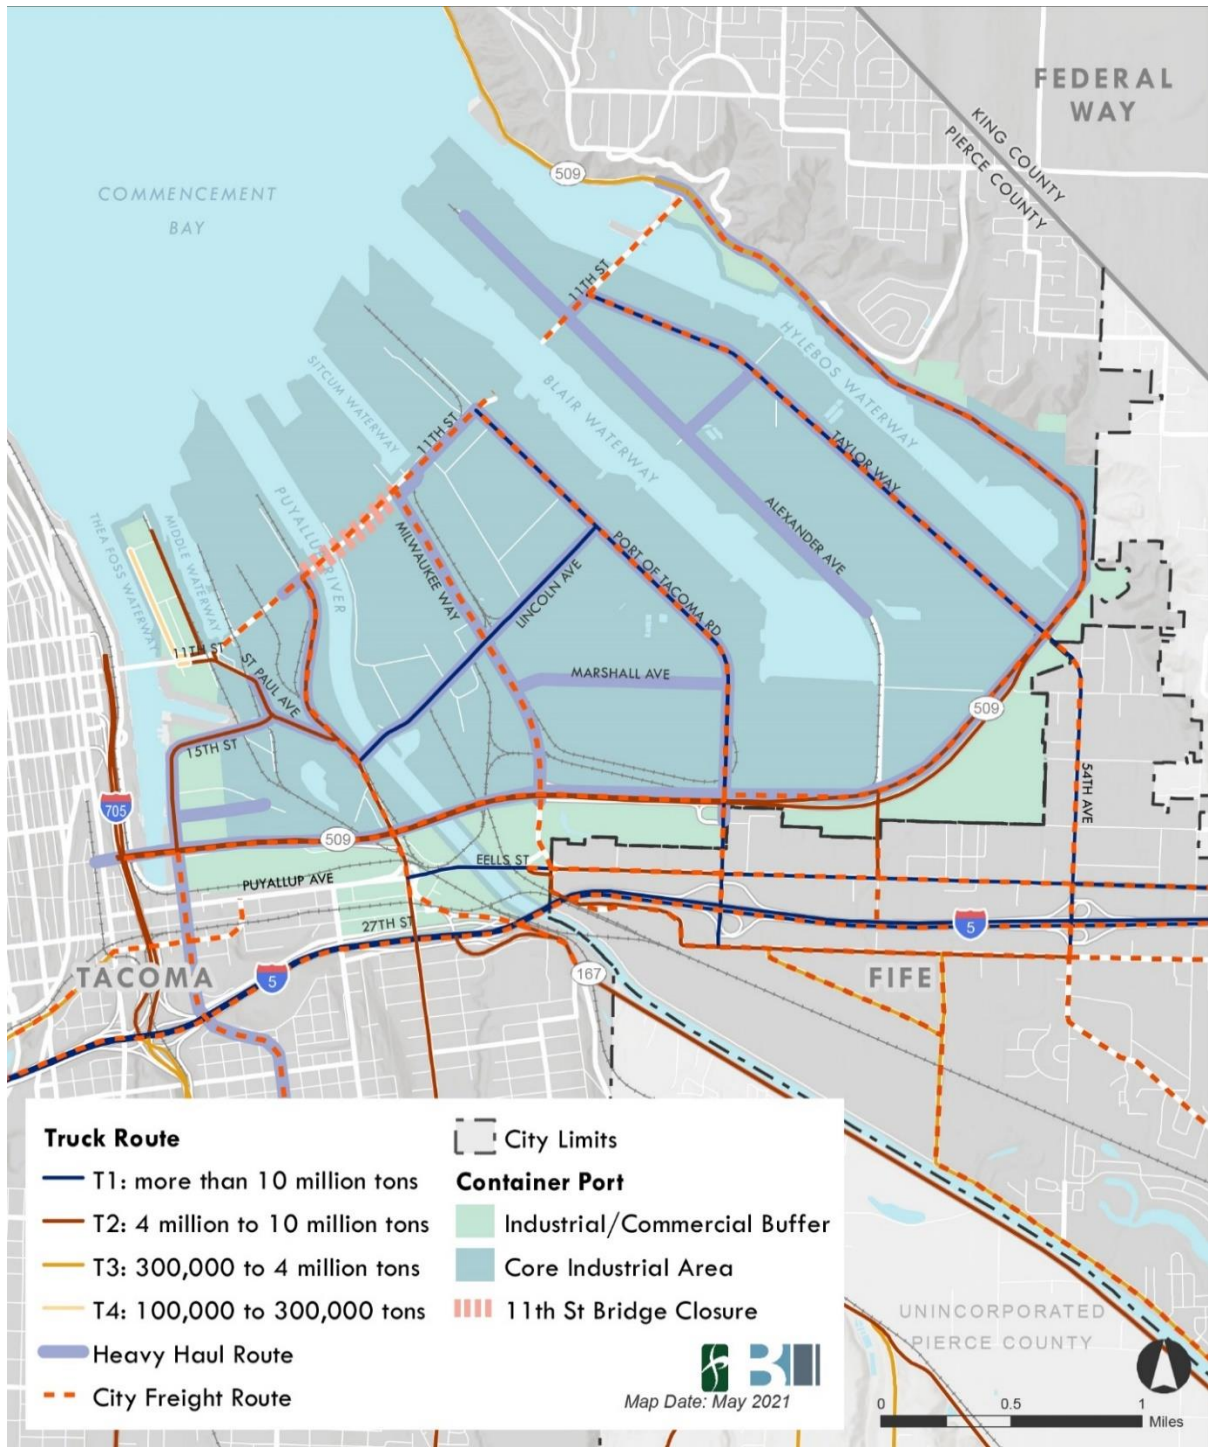 FEDERAL
WAY
KING COUNTY
PIERCE COUNTY
COMMENCEMENT
BAY
509
11TH ST
HYLEBOS WATERWAY
BLAIR WATERWAY
SITCUM WATERWAY
11TH ST
TAYLOR WAY
ALEXANDER AVE
PUYALLUP RIVER
THEA FOSS WATERWAY
MIDDLE WATERWAY
MILWAUKEE WAY
LINCOLN AVE
PORT OF TACOMA RD
11TH ST
ST PAUL AVE
MARSHALL AVE
509
15TH ST
54TH AVE
705
509
EELLS ST
PUYALLUP AVE
27TH ST
5
TACOMA
5
167
FIFE
Truck Route
T1: more than 10 million tons
T2: 4 million to 10 million tons
T3: 300,000 to 4 million tons
T4: 100,000 to 300,000 tons
Heavy Haul Route
City Freight Route
City Limits
Container Port
Industrial/Commercial Buffer
Core Industrial Area
11th St Bridge Closure
Map Date: May 2021
UNINCORPORATED
PIERCE COUNTY
0 0.5 1
Miles